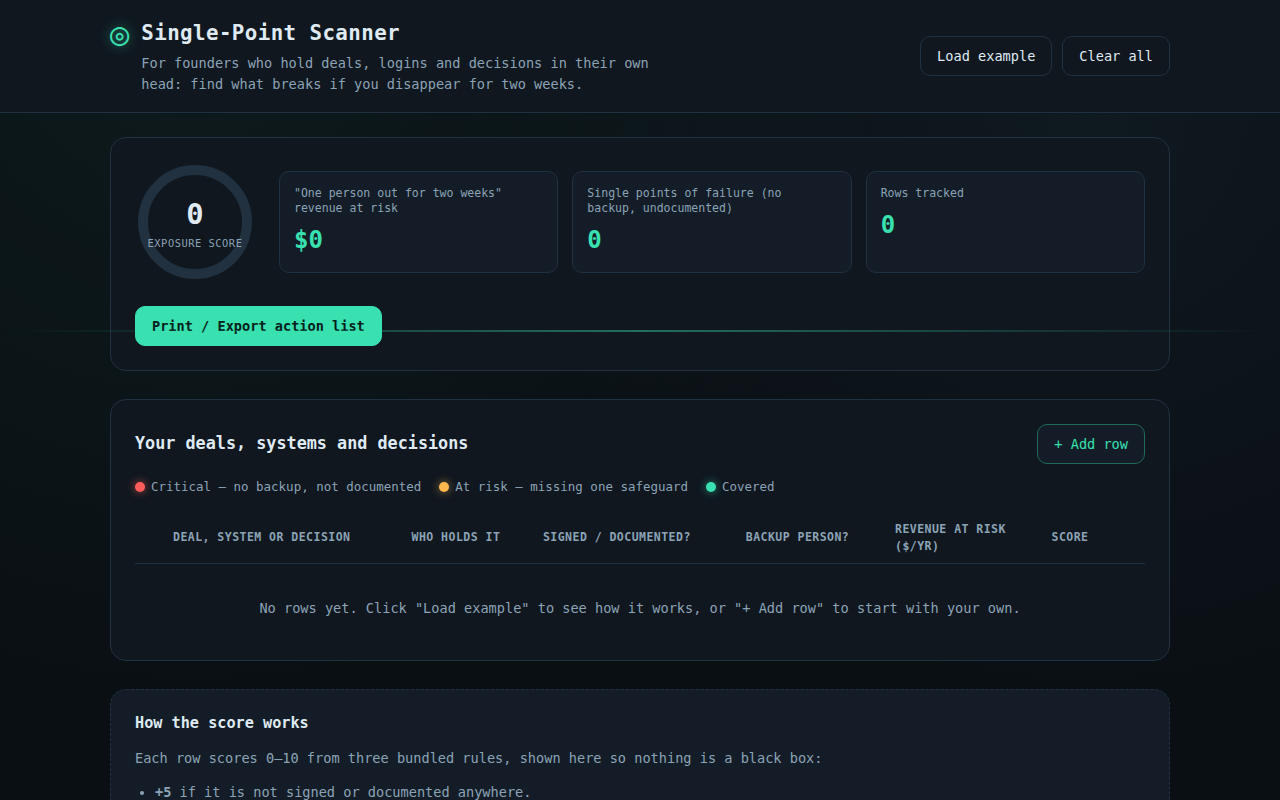 ◎ Single-Point Scanner
For founders who hold deals, logins and decisions in their own
head: find what breaks if you disappear for two weeks.
Load example
Clear all
0
EXPOSURE SCORE
"One person out for two weeks"
revenue at risk
$0
Single points of failure (no
backup, undocumented)
0
Rows tracked
0
Print / Export action list
Your deals, systems and decisions
+ Add row
Critical — no backup, not documented
At risk — missing one safeguard
Covered
DEAL, SYSTEM OR DECISION
WHO HOLDS IT
SIGNED / DOCUMENTED?
BACKUP PERSON?
REVENUE AT RISK
($/YR)
SCORE
No rows yet. Click "Load example" to see how it works, or "+ Add row" to start with your own.
How the score works
Each row scores 0–10 from three bundled rules, shown here so nothing is a black box:
• +5 if it is not signed or documented anywhere.